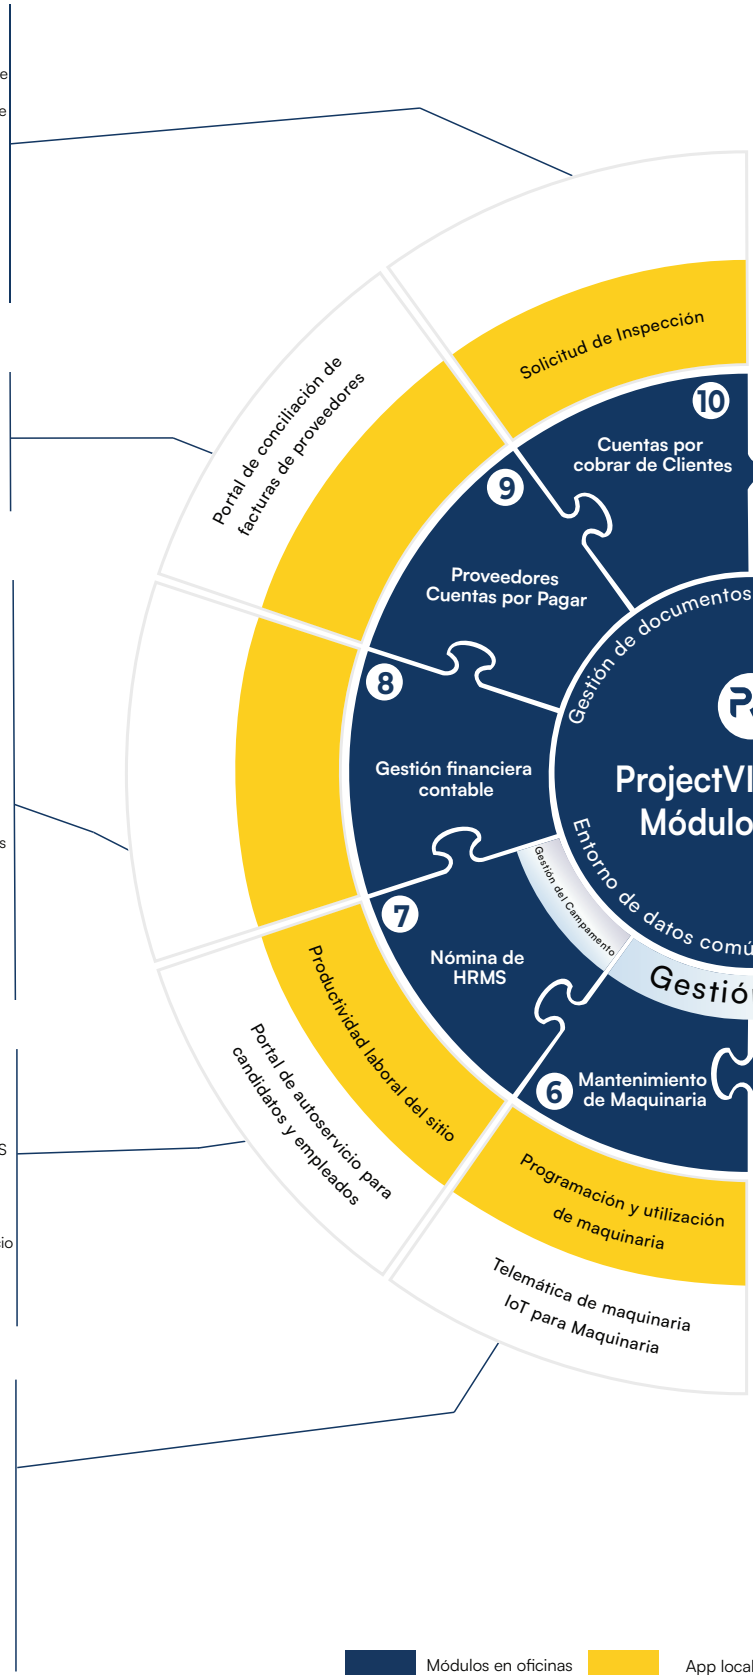 e
e
Solicitud de Inspección
10
Cuentas por
cobrar de Clientes
Portal de conciliación de
facturas de proveedores
9
Proveedores
Cuentas por Pagar
Gestión de documentos
8
Gestión financiera
contable
ProjectVI
Módulo
Entorno de datos comú
s
7
Nómina de
HRMS
Gestión del Campamento
Gestió
Productividad laboral del sitio
Portal de autoservicio para
candidatos y empleados
6
Mantenimiento
de Maquinaria
S
Programación y utilización
de maquinaria
cio
Telemática de maquinaria
IoT para Maquinaria
Módulos en oficinas
App local